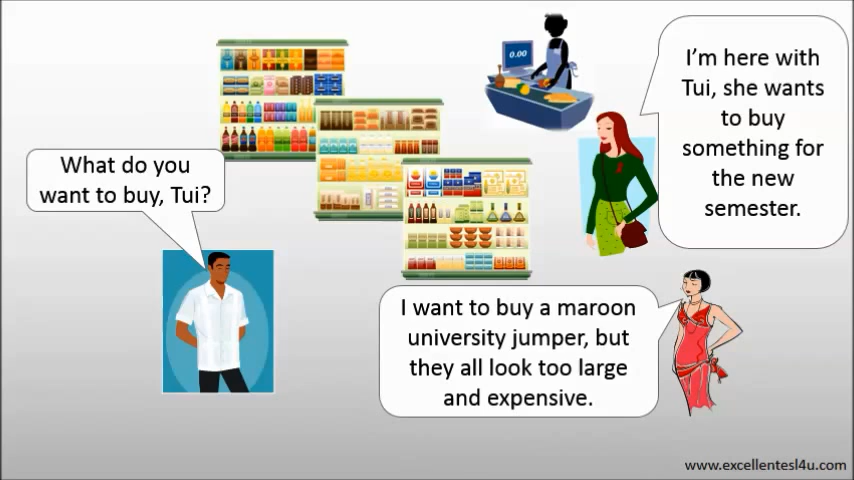 I'm here with
Tui, she wants
to buy
something for
the new
semester.
What do you
want to buy, Tui?
I want to buy a maroon
university jumper, but
they all look too large
and expensive.
0.00
www.excellentesl4u.com